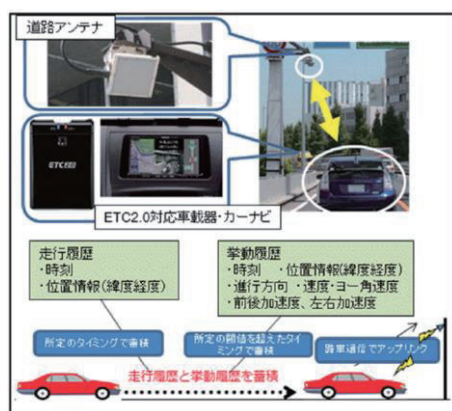 道路アンテナ
ETC2.0
ETC2.0対応車載器・カーナビ
走行履歴
・時刻
・位置情報(緯度経度)
挙動履歴
・時刻 ・位置情報(緯度経度)
・進行方向 ・速度・ヨー角速度
・前後加速度、左右加速度
所定のタイミングで蓄積
所定の閾値を超えたタイ
ミングで蓄積
路車通信でアップリンク
走行履歴と挙動履歴を蓄積